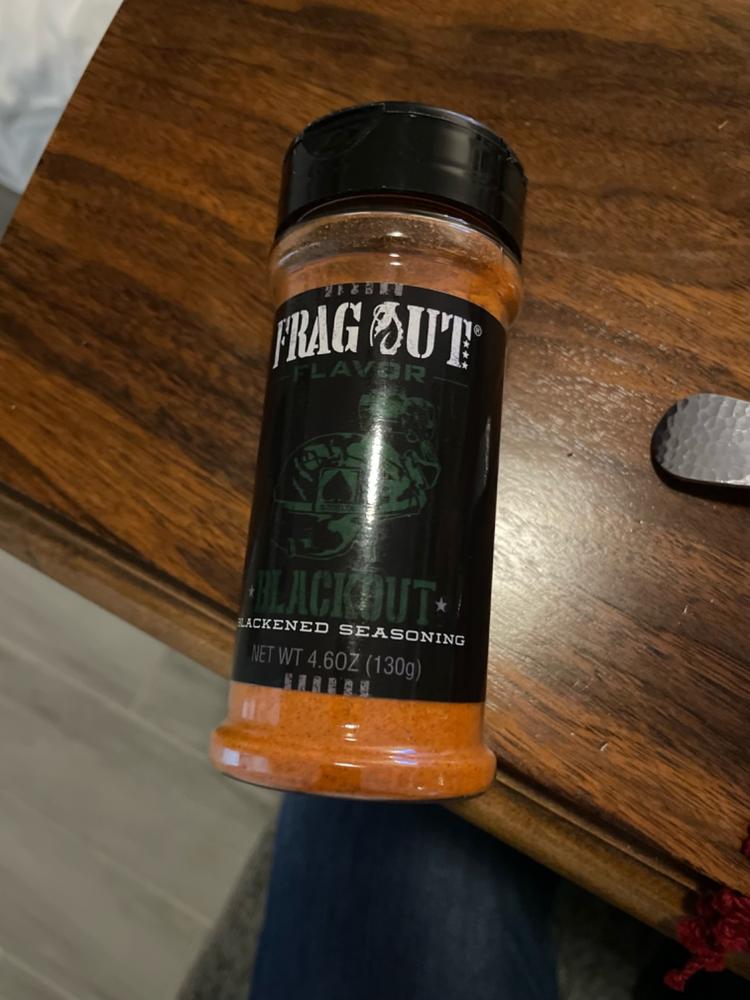 FRAG OUT®
FLAVOR
BLACKOUT
BLACKENED SEASONING
NET WT 4.6OZ (130g)